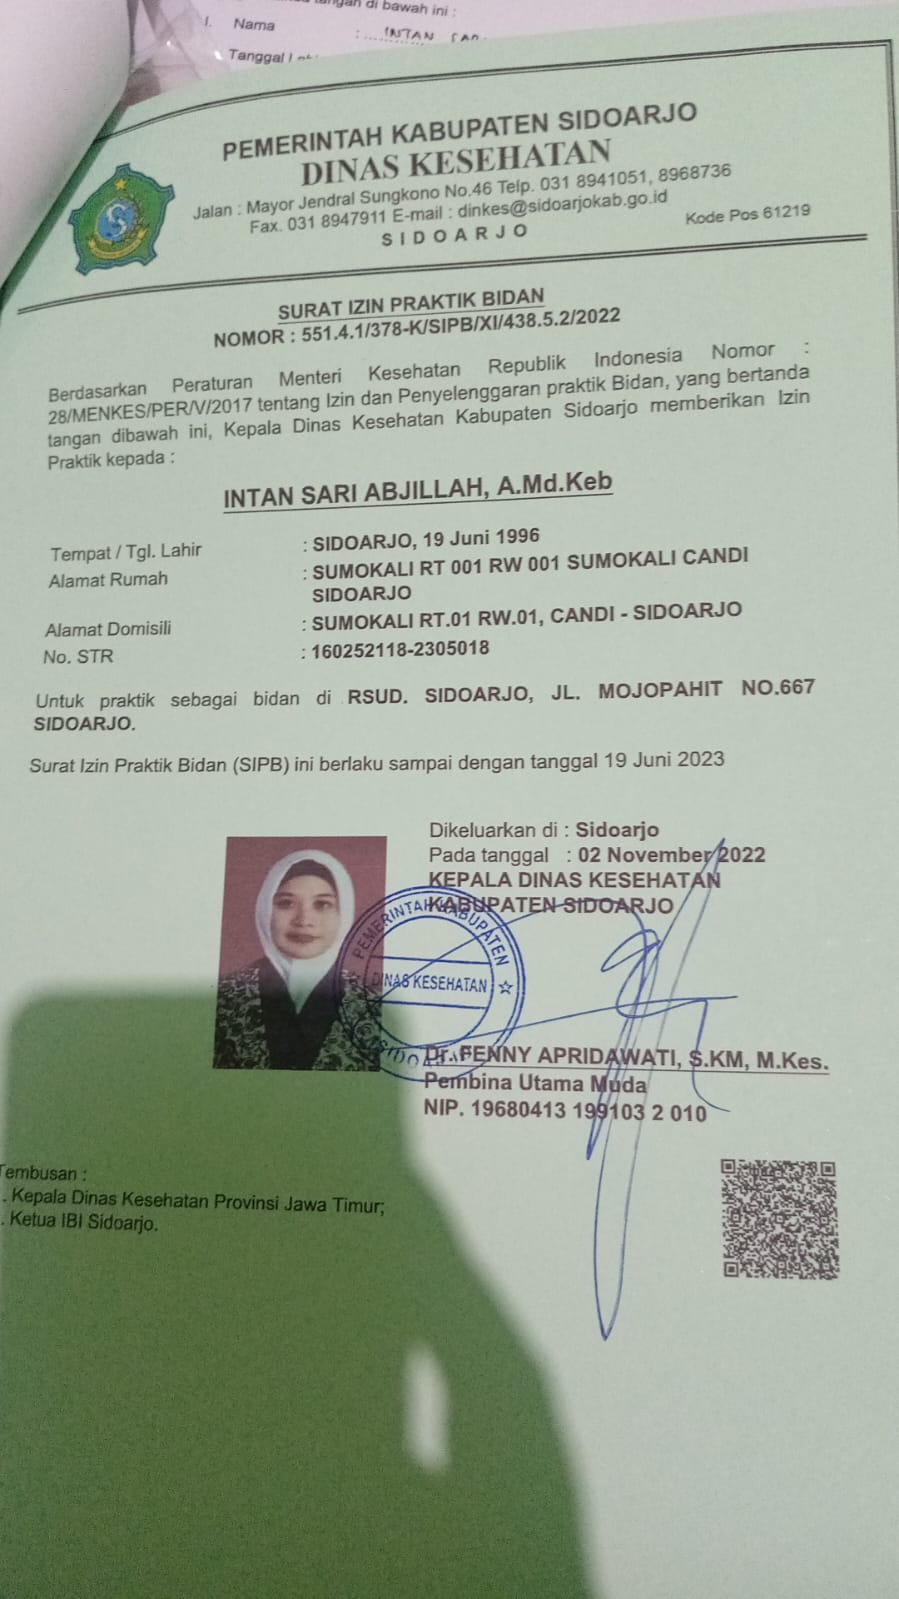 tangan di bawah ini :
I. Nama : INTAN
Tanggal
PEMERINTAH KABUPATEN SIDOARJO
DINAS KESEHATAN
Jalan : Mayor Jendral Sungkono No.46 Telp. 031 8941051, 8968736
Fax. 031 8947911 E-mail : dinkes@sidoarjokab.go.id
SIDOARJO
Kode Pos 61219
SURAT IZIN PRAKTIK BIDAN
NOMOR : 551.4.1/378-K/SIPB/XI/438.5.2/2022
Berdasarkan Peraturan Menteri Kesehatan Republik Indonesia Nomor :
28/MENKES/PER/V/2017 tentang Izin dan Penyelenggaran praktik Bidan, yang bertanda
tangan dibawah ini, Kepala Dinas Kesehatan Kabupaten Sidoarjo memberikan Izin
Praktik kepada :
INTAN SARI ABJILLAH, A.Md.Keb
Tempat / Tgl. Lahir : SIDOARJO, 19 Juni 1996
Alamat Rumah : SUMOKALI RT 001 RW 001 SUMOKALI CANDI
SIDOARJO
Alamat Domisili : SUMOKALI RT.01 RW.01, CANDI - SIDOARJO
No. STR : 160252118-2305018
Untuk praktik sebagai bidan di RSUD. SIDOARJO, JL. MOJOPAHIT NO.667
SIDOARJO.
Surat Izin Praktik Bidan (SIPB) ini berlaku sampai dengan tanggal 19 Juni 2023
Dikeluarkan di : Sidoarjo
Pada tanggal : 02 November 2022
KEPALA DINAS KESEHATAN
KABUPATEN SIDOARJO
PEMERINTAH KABUPATEN
DINAS KESEHATAN
SIDOARJO
Dr. FENNY APRIDAWATI, S.KM, M.Kes.
Pembina Utama Muda
NIP. 19680413 199103 2 010
Tembusan :
. Kepala Dinas Kesehatan Provinsi Jawa Timur;
. Ketua IBI Sidoarjo.